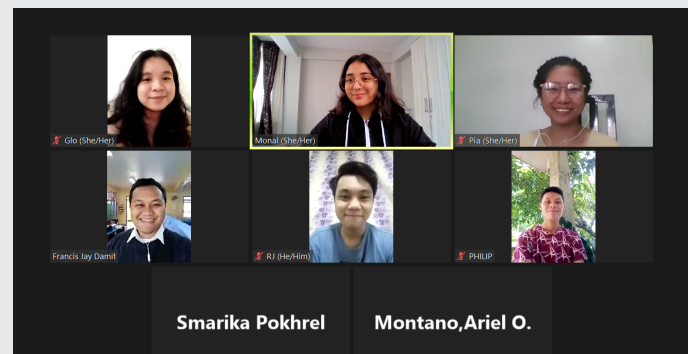 Glo (She/Her)
Monal (She/Her)
Pia (She/Her)
Francis Jay Damit
RJ (He/Him)
PHILIP
Smarika Pokhrel
Montano,Ariel O.